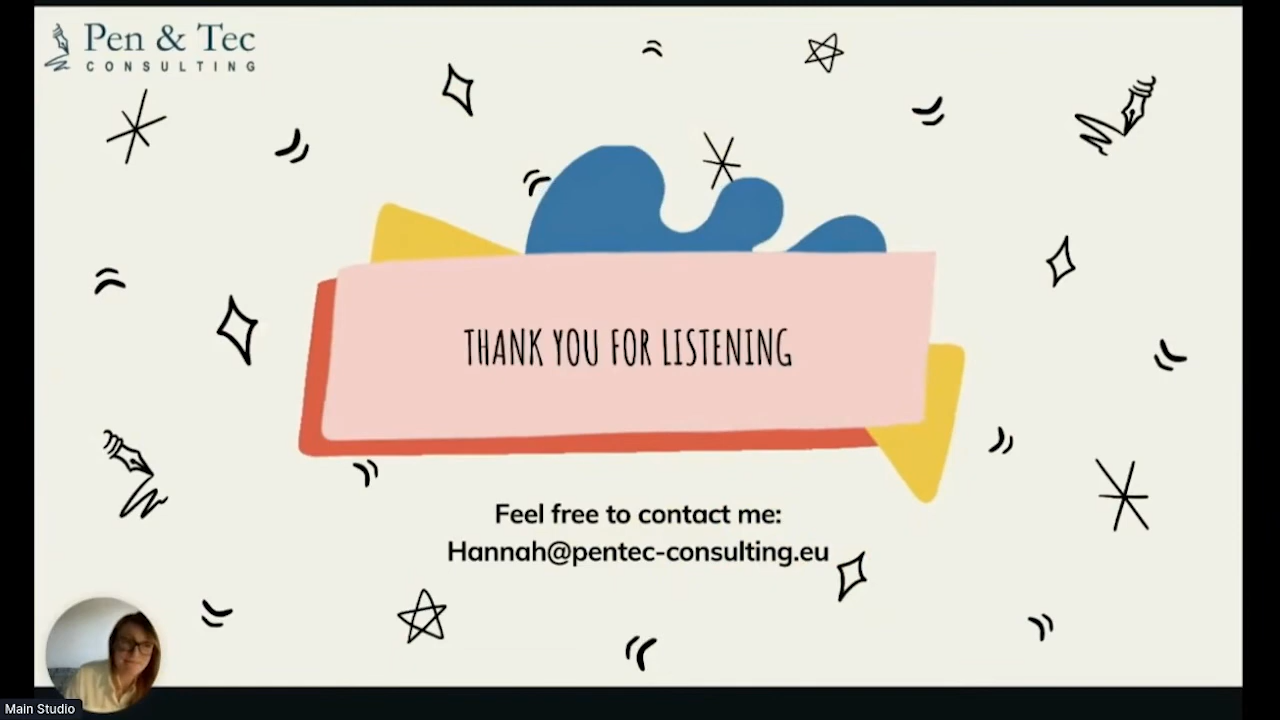 Pen & Tec
CONSULTING
THANK YOU FOR LISTENING
Feel free to contact me:
Hannah@pentec-consulting.eu
Main Studio